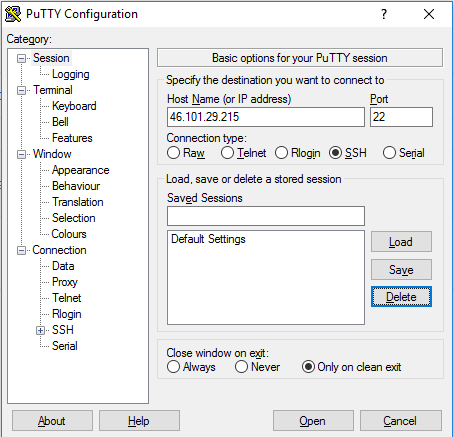 PuTTY Configuration
Category:
Session
Logging
Terminal
Keyboard
Bell
Features
Window
Appearance
Behaviour
Translation
Selection
Colours
Connection
Data
Proxy
Telnet
Rlogin
SSH
Serial
Basic options for your PuTTY session
Specify the destination you want to connect to
Host Name (or IP address) Port
46.101.29.215 22
Connection type:
Raw Telnet Rlogin SSH Serial
Load, save or delete a stored session
Saved Sessions
Default Settings
Load
Save
Delete
Close window on exit:
Always Never Only on clean exit
About Help Open Cancel